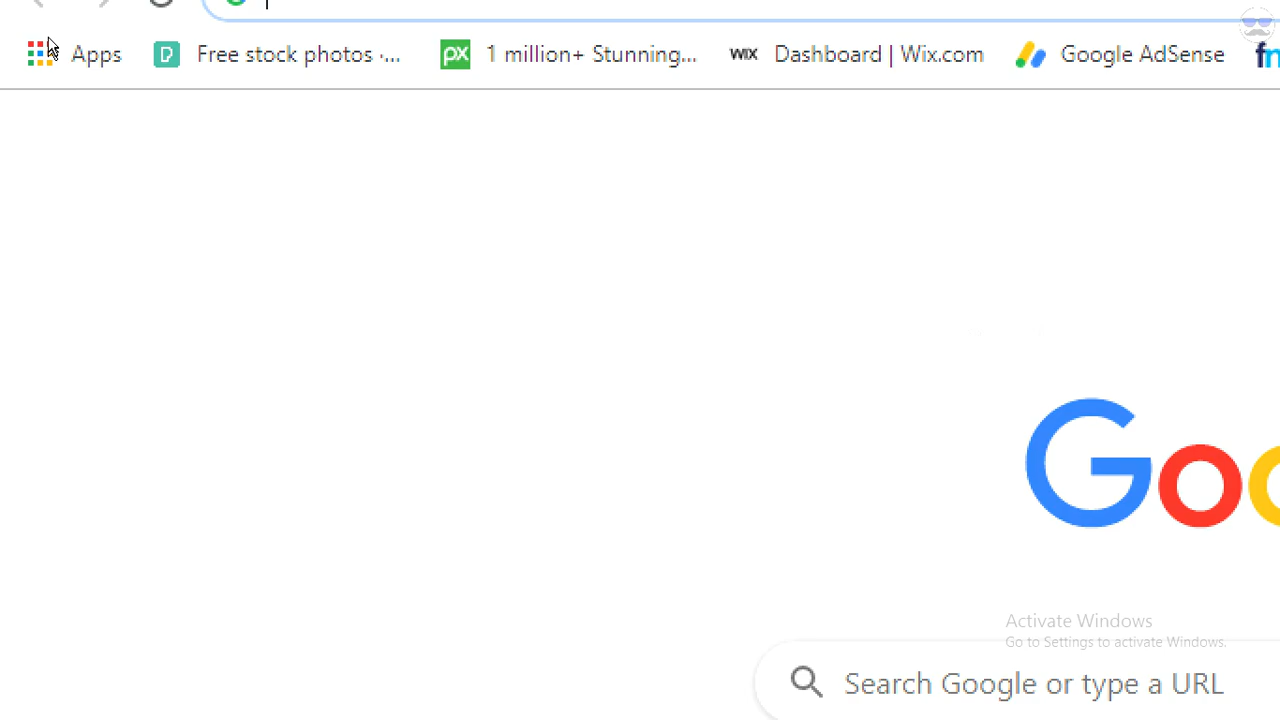 Apps Free stock photos ·... px 1 million+ Stunning... WIX Dashboard | Wix.com Google AdSense fn
Goo
Activate Windows
Go to Settings to activate Windows.
Search Google or type a URL